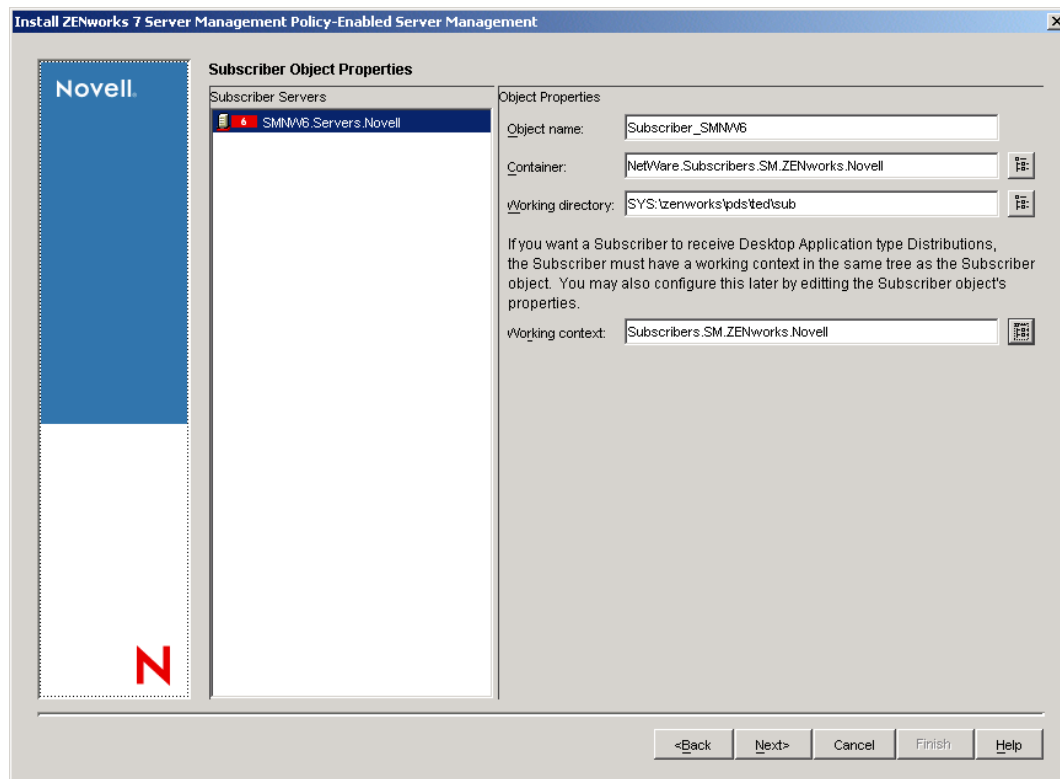 Install ZENworks 7 Server Management Policy-Enabled Server Management
Novell.
Subscriber Object Properties
Subscriber Servers
6 SMNW6.Servers.Novell
Object Properties
Object name: Subscriber_SMNW6
Container: NetWare.Subscribers.SM.ZENworks.Novell
Working directory: SYS:\zenworks\pds\ted\sub
If you want a Subscriber to receive Desktop Application type Distributions,
the Subscriber must have a working context in the same tree as the Subscriber
object. You may also configure this later by editting the Subscriber object's
properties.
Working context: Subscribers.SM.ZENworks.Novell
N
<Back Next> Cancel Finish Help